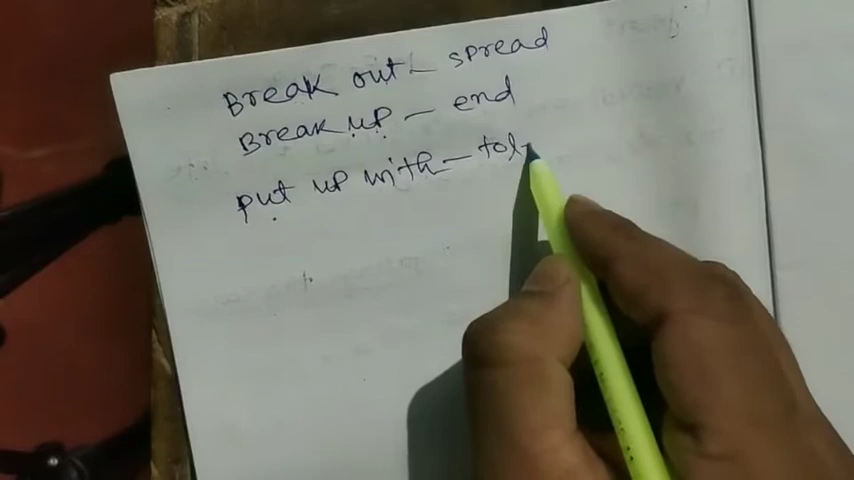 Break out - spread
Break up - end
put up with - tol